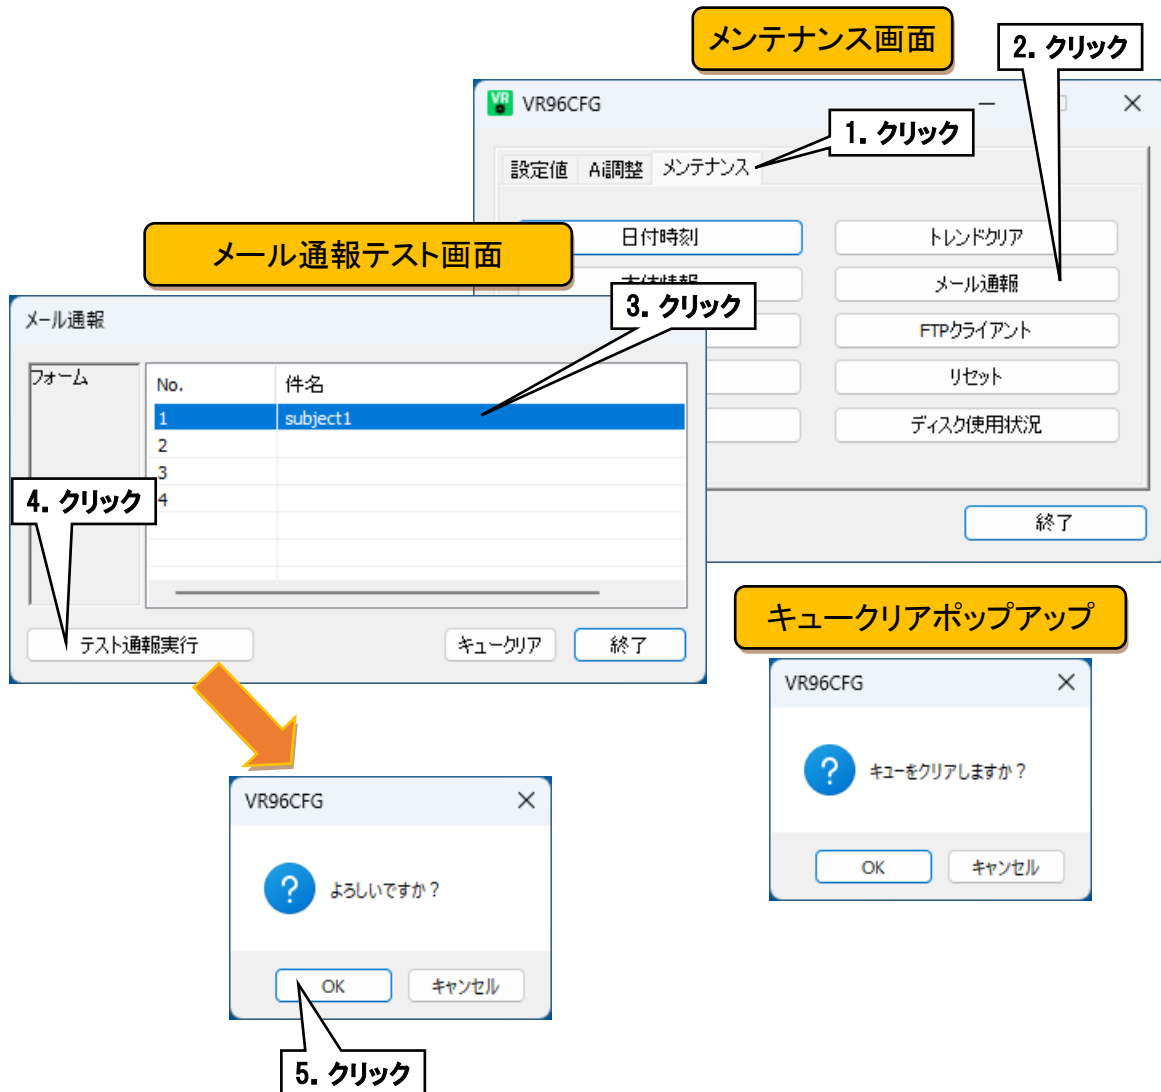 メンテナンス画面
2. クリック
VR96CFG
1. クリック
設定値 Ai調整 メンテナンス
日付時刻
トレンドクリア
メール通報
FTPクライアント
リセット
ディスク使用状況
終了
メール通報テスト画面
3. クリック
メール通報
フォーム
No. 件名
1 subject1
2
3
4
4. クリック
テスト通報実行
キュークリア
終了
キュークリアポップアップ
VR96CFG
キューをクリアしますか？
OK
キャンセル
VR96CFG
よろしいですか？
OK
キャンセル
5. クリック